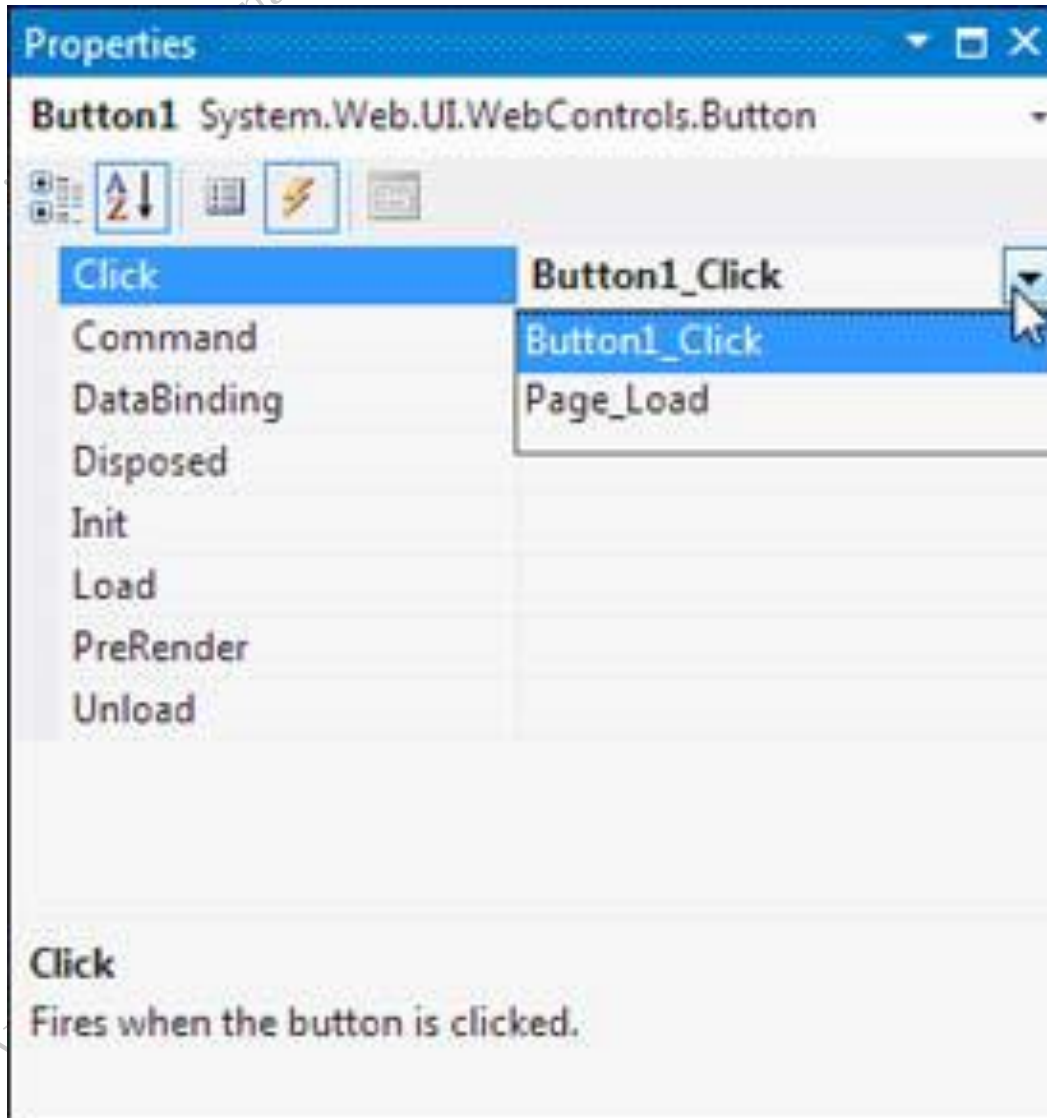 Properties
Button1 System.Web.UI.WebControls.Button
Click Button1_Click
Command Button1_Click
DataBinding Page_Load
Disposed
Init
Load
PreRender
Unload
Click
Fires when the button is clicked.